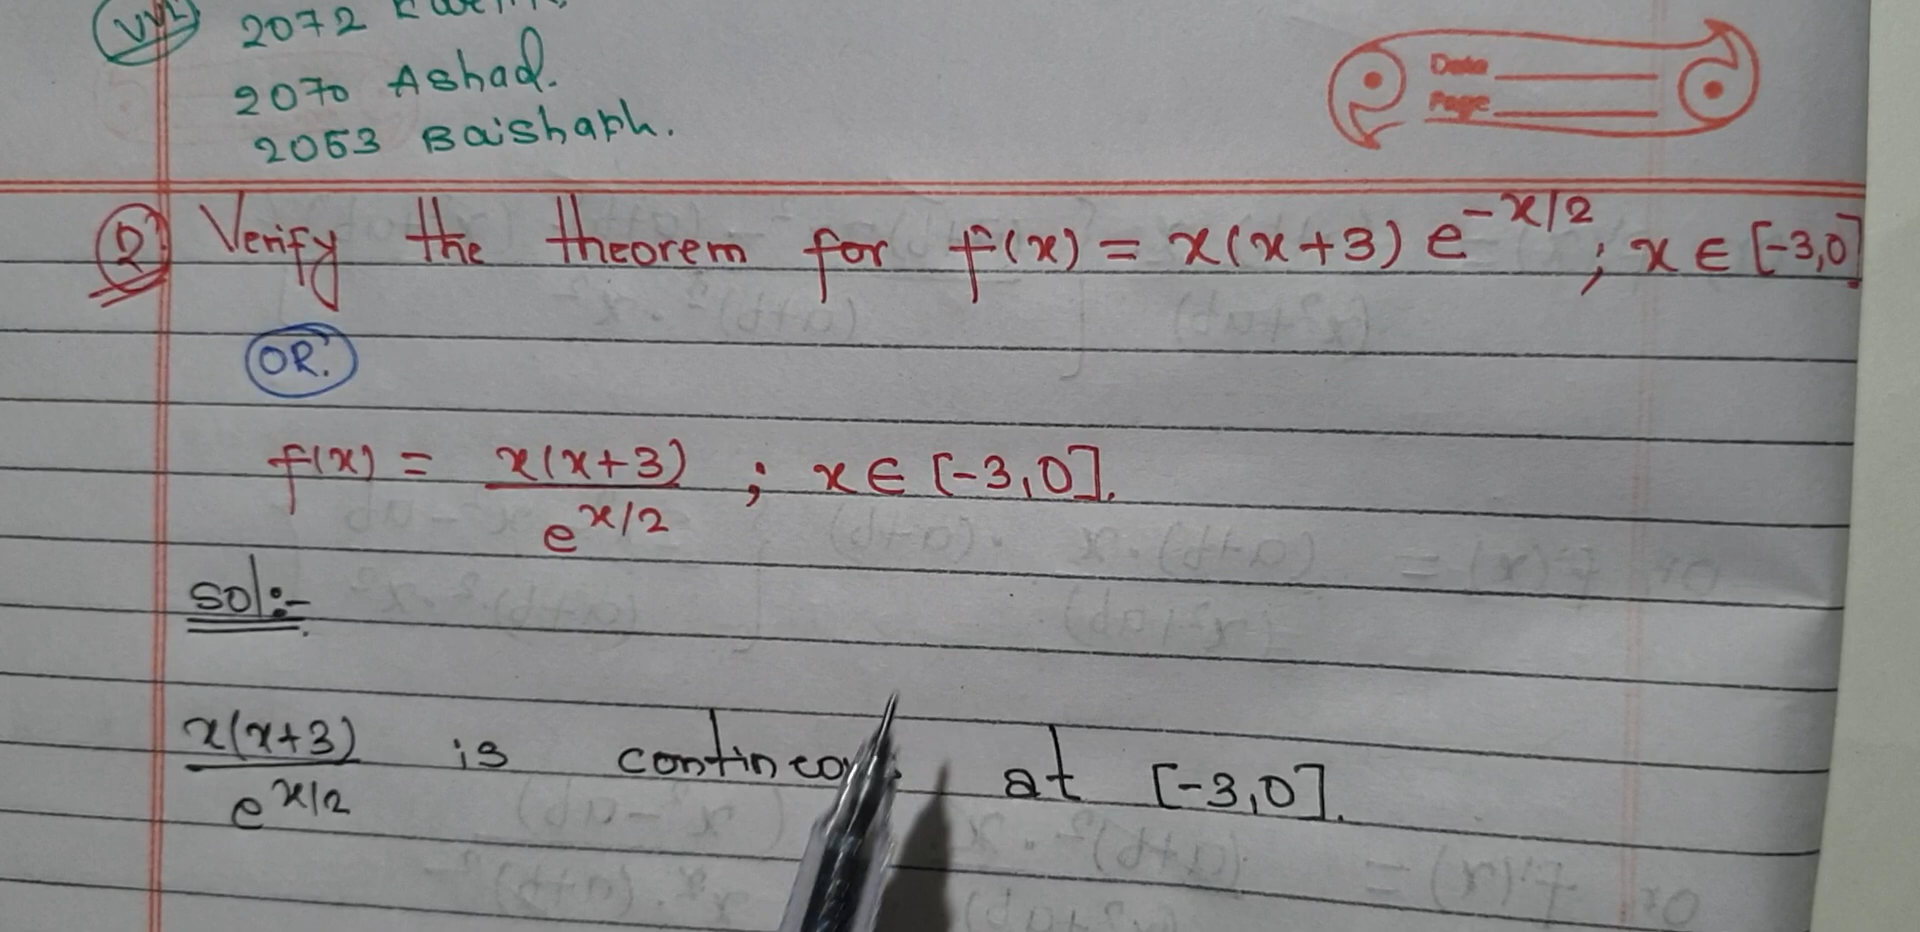 VVI 2072
2070 Ashad.
2053 Baishakh.
Date
Page
Q. Verify the theorem for f(x) = x(x+3) e^{-x/2}; x ∈ [-3,0]
OR.
f(x) = x(x+3)/e^{x/2} ; x ∈ [-3,0].
Sol:-
x(x+3)/e^{x/2} is at [-3,0].